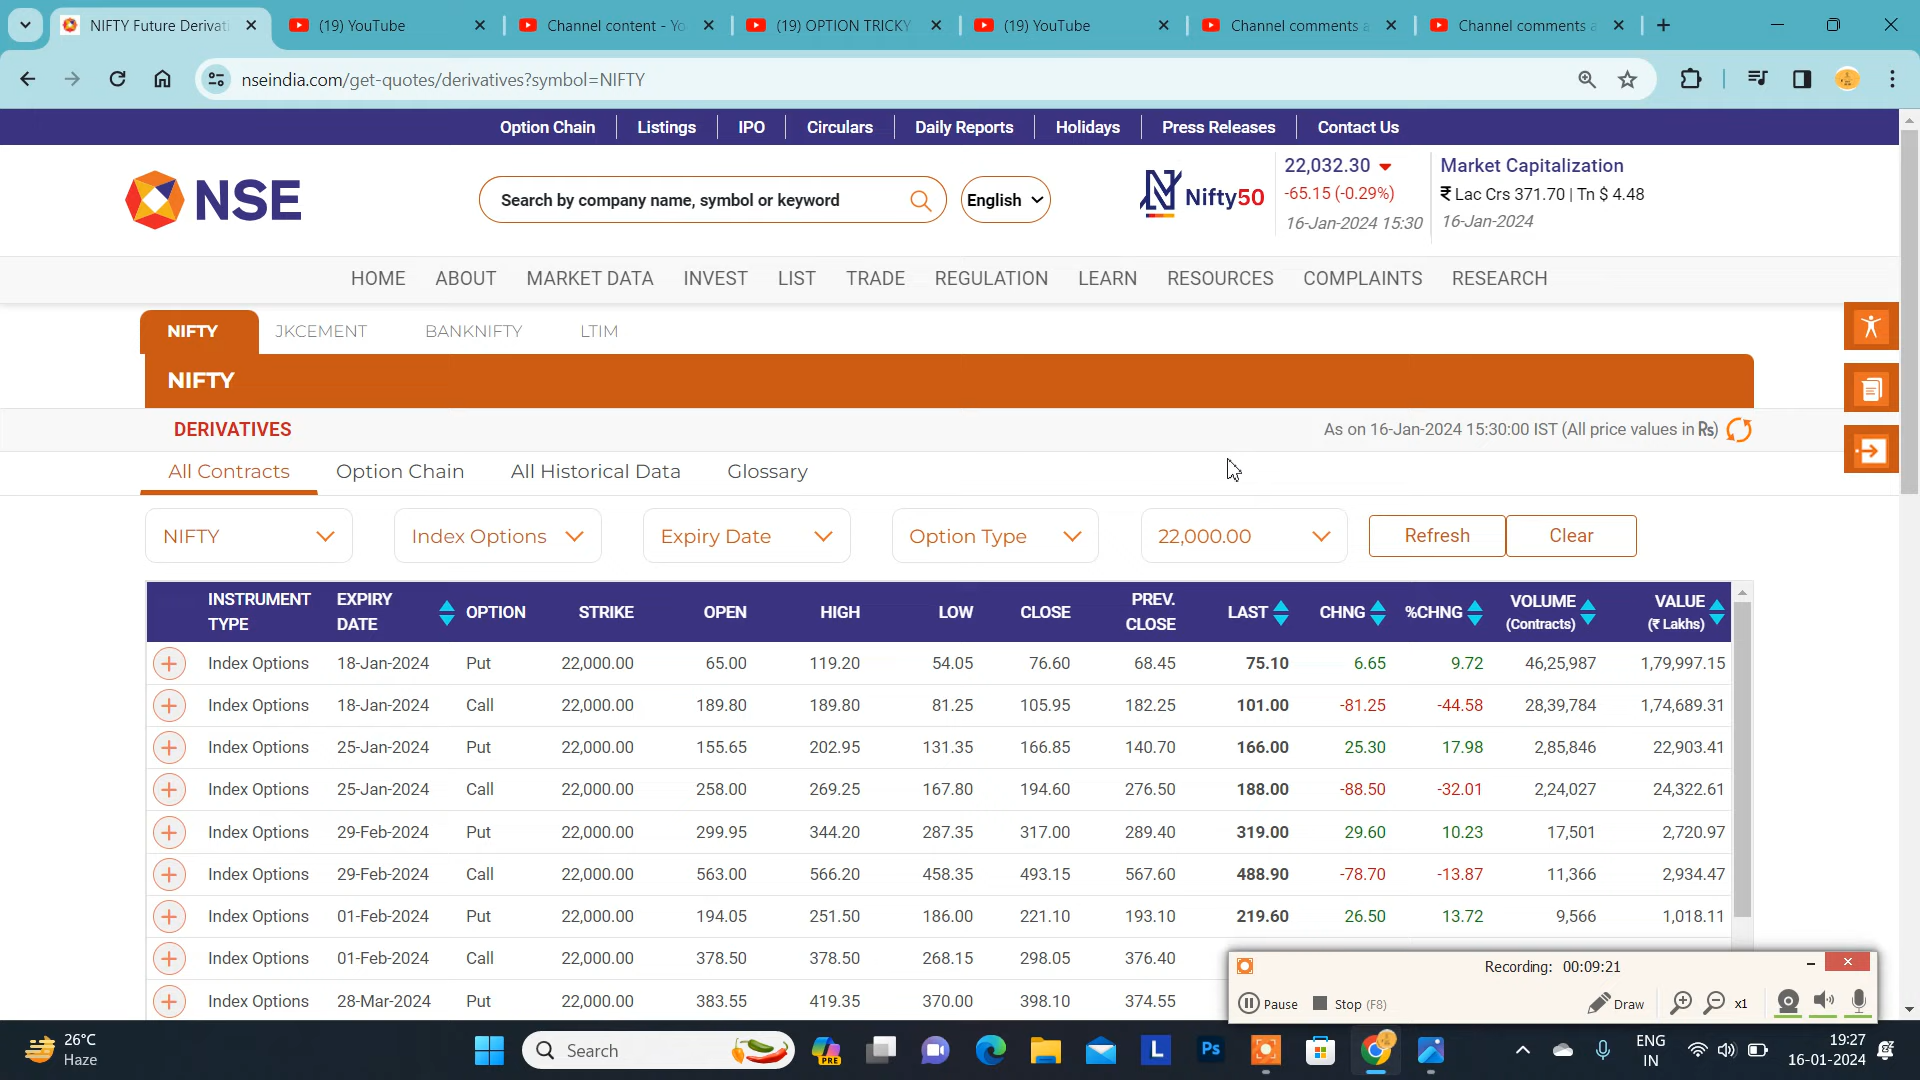 NIFTY Future Derivati
(19) YouTube
Channel content - Yo
(19) OPTION TRICKY
(19) YouTube
Channel comments a
Channel comments a
nseindia.com/get-quotes/derivatives?symbol=NIFTY
Option Chain Listings IPO Circulars Daily Reports Holidays Press Releases Contact Us
NSE
Search by company name, symbol or keyword
English
Nifty50
22,032.30
-65.15 (-0.29%)
16-Jan-2024 15:30
Market Capitalization
₹ Lac Crs 371.70 | Tn $ 4.48
16-Jan-2024
HOME ABOUT MARKET DATA INVEST LIST TRADE REGULATION LEARN RESOURCES COMPLAINTS RESEARCH
NIFTY JKCEMENT BANKNIFTY LTIM
NIFTY
DERIVATIVES
As on 16-Jan-2024 15:30:00 IST (All price values in Rs)
All Contracts Option Chain All Historical Data Glossary
NIFTY Index Options Expiry Date Option Type 22,000.00 Refresh Clear
INSTRUMENT TYPE EXPIRY DATE OPTION STRIKE OPEN HIGH LOW CLOSE PREV. CLOSE LAST CHNG %CHNG VOLUME (Contracts) VALUE (₹ Lakhs)
Index Options 18-Jan-2024 Put 22,000.00 65.00 119.20 54.05 76.60 68.45 75.10 6.65 9.72 46,25,987 1,79,997.15
Index Options 18-Jan-2024 Call 22,000.00 189.80 189.80 81.25 105.95 182.25 101.00 -81.25 -44.58 28,39,784 1,74,689.31
Index Options 25-Jan-2024 Put 22,000.00 155.65 202.95 131.35 166.85 140.70 166.00 25.30 17.98 2,85,846 22,903.41
Index Options 25-Jan-2024 Call 22,000.00 258.00 269.25 167.80 194.60 276.50 188.00 -88.50 -32.01 2,24,027 24,322.61
Index Options 29-Feb-2024 Put 22,000.00 299.95 344.20 287.35 317.00 289.40 319.00 29.60 10.23 17,501 2,720.97
Index Options 29-Feb-2024 Call 22,000.00 563.00 566.20 458.35 493.15 567.60 488.90 -78.70 -13.87 11,366 2,934.47
Index Options 01-Feb-2024 Put 22,000.00 194.05 251.50 186.00 221.10 193.10 219.60 26.50 13.72 9,566 1,018.11
Index Options 01-Feb-2024 Call 22,000.00 378.50 378.50 268.15 298.05 376.40
Index Options 28-Mar-2024 Put 22,000.00 383.55 419.35 370.00 398.10 374.55
Recording: 00:09:21
Pause Stop (F8) Draw x1
26°C
Haze
Search
PRE
L
Ps
ENG
IN
19:27
16-01-2024